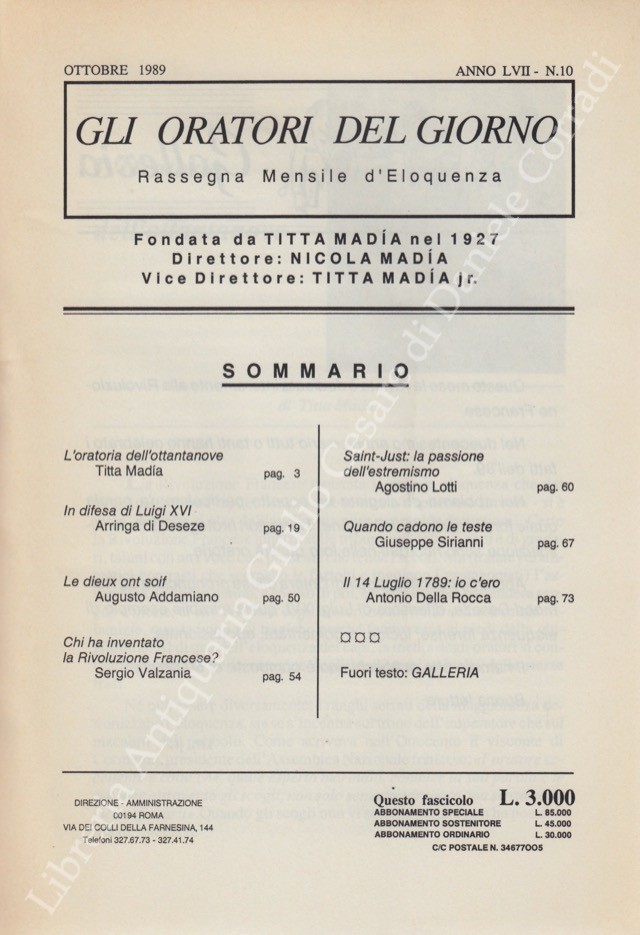 OTTOBRE 1989
ANNO LVII - N.10
GLI ORATORI DEL GIORNO
Rassegna Mensile d'Eloquenza
Fondata da TITTA MADÍA nel 1927
Direttore: NICOLA MADÍA
Vice Direttore: TITTA MADÍA jr.
SOMMARIO
L'oratoria dell'ottantanove
Titta Madía pag. 3
In difesa di Luigi XVI
Arringa di Deseze pag. 19
Le dieux ont soif
Augusto Addamiano pag. 50
Chi ha inventato
la Rivoluzione Francese?
Sergio Valzania pag. 54
Saint-Just: la passione
dell'estremismo
Agostino Lotti pag. 60
Quando cadono le teste
Giuseppe Sirianni pag. 67
Il 14 Luglio 1789: io c'ero
Antonio Della Rocca pag. 73
¤¤¤
Fuori testo: GALLERIA
DIREZIONE - AMMINISTRAZIONE
00194 ROMA
VIA DEI COLLI DELLA FARNESINA, 144
Telefoni 327.67.73 - 327.41.74
Questo fascicolo L. 3.000
ABBONAMENTO SPECIALE L. 85.000
ABBONAMENTO SOSTENITORE L. 45.000
ABBONAMENTO ORDINARIO L. 30.000
C/C POSTALE N. 34677005
Libreria Antiquaria Giulio Cesare di Daniele Corradi